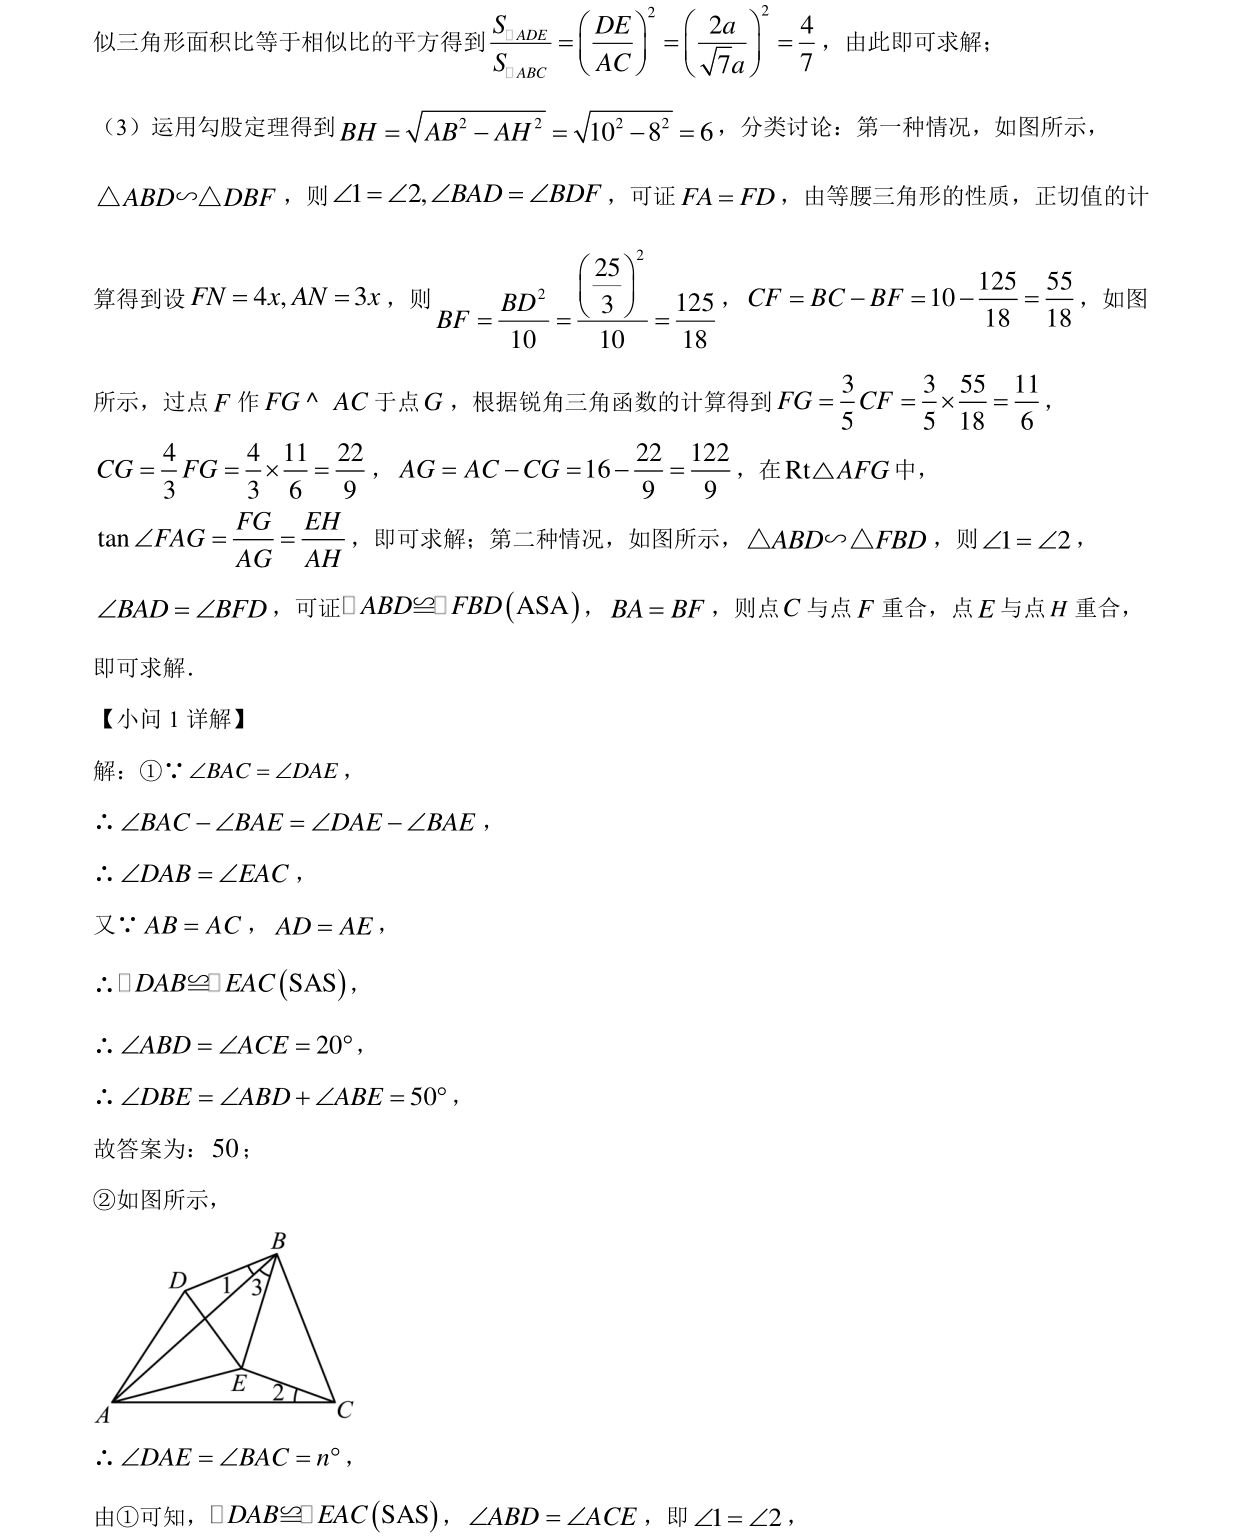 似三角形面积比等于相似比的平方得到 S□ADE/S□ABC = (DE/AC)² = (2a/√7a)² = 4/7，由此即可求解；
（3）运用勾股定理得到 BH = √(AB² − AH²) = √(10² − 8²) = 6，分类讨论：第一种情况，如图所示，
△ABD∽△DBF，则∠1 = ∠2, ∠BAD = ∠BDF，可证 FA = FD，由等腰三角形的性质，正切值的计
算得到设 FN = 4x, AN = 3x，则 BF = BD²/10 = (25/3)²/10 = 125/18，CF = BC − BF = 10 − 125/18 = 55/18，如图
所示，过点 F 作 FG ^ AC 于点 G，根据锐角三角函数的计算得到 FG = 3/5 CF = 3/5 × 55/18 = 11/6，
CG = 4/3 FG = 4/3 × 11/6 = 22/9，AG = AC − CG = 16 − 22/9 = 122/9，在 Rt△AFG 中，
tan∠FAG = FG/AG = EH/AH，即可求解；第二种情况，如图所示，△ABD∽△FBD，则∠1 = ∠2，
∠BAD = ∠BFD，可证□ABD≌□FBD(ASA)，BA = BF，则点 C 与点 F 重合，点 E 与点 H 重合，
即可求解．
【小问 1 详解】
解：①∵∠BAC = ∠DAE，
∴∠BAC − ∠BAE = ∠DAE − ∠BAE，
∴∠DAB = ∠EAC，
又∵AB = AC，AD = AE，
∴□DAB≌□EAC(SAS)，
∴∠ABD = ∠ACE = 20°，
∴∠DBE = ∠ABD + ∠ABE = 50°，
故答案为：50；
②如图所示，
B
D
1
3
E
2
A
C
∴∠DAE = ∠BAC = n°，
由①可知，□DAB≌□EAC(SAS)，∠ABD = ∠ACE，即∠1 = ∠2，